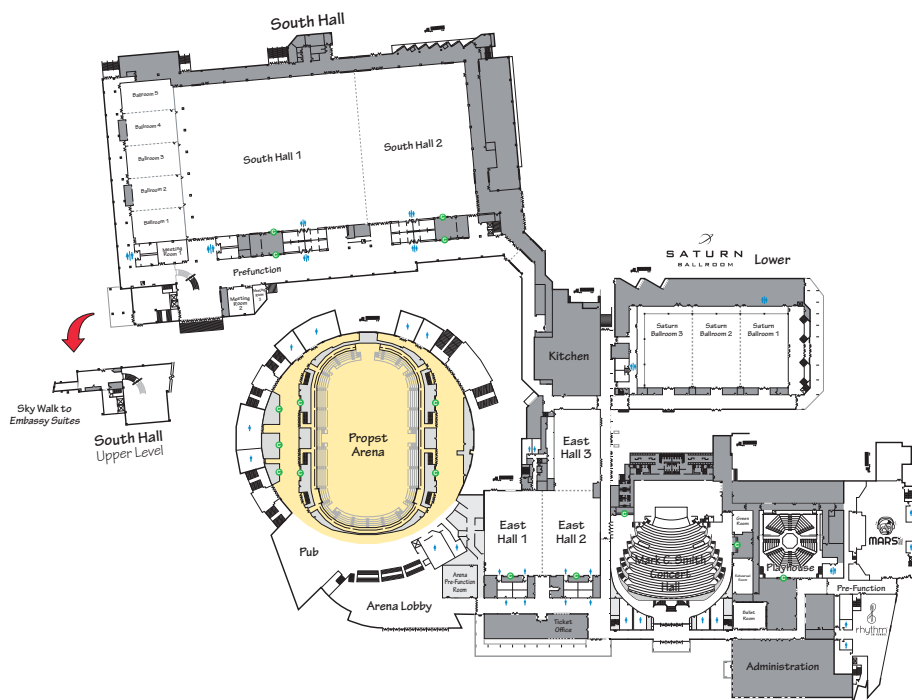 South Hall
Ballroom 5
Ballroom 4
Ballroom 3
Ballroom 2
Ballroom 1
South Hall 1
South Hall 2
Meeting
Room 1
Prefunction
Meeting
Room 2
SATURN
BALLROOM
Lower
Saturn
Ballroom 3
Saturn
Ballroom 2
Saturn
Ballroom 1
Kitchen
Sky Walk to
Embassy Suites
South Hall
Upper Level
Propst
Arena
East
Hall 3
East
Hall 1
East
Hall 2
Pub
Arena
Pre-Function
Room
Arena Lobby
Ticket
Office
Mark C. Smith
Concert
Hall
Green
Room
Rehearsal
Room
Ballet
Room
Playhouse
MARS
Pre-Function
rhythm
Administration